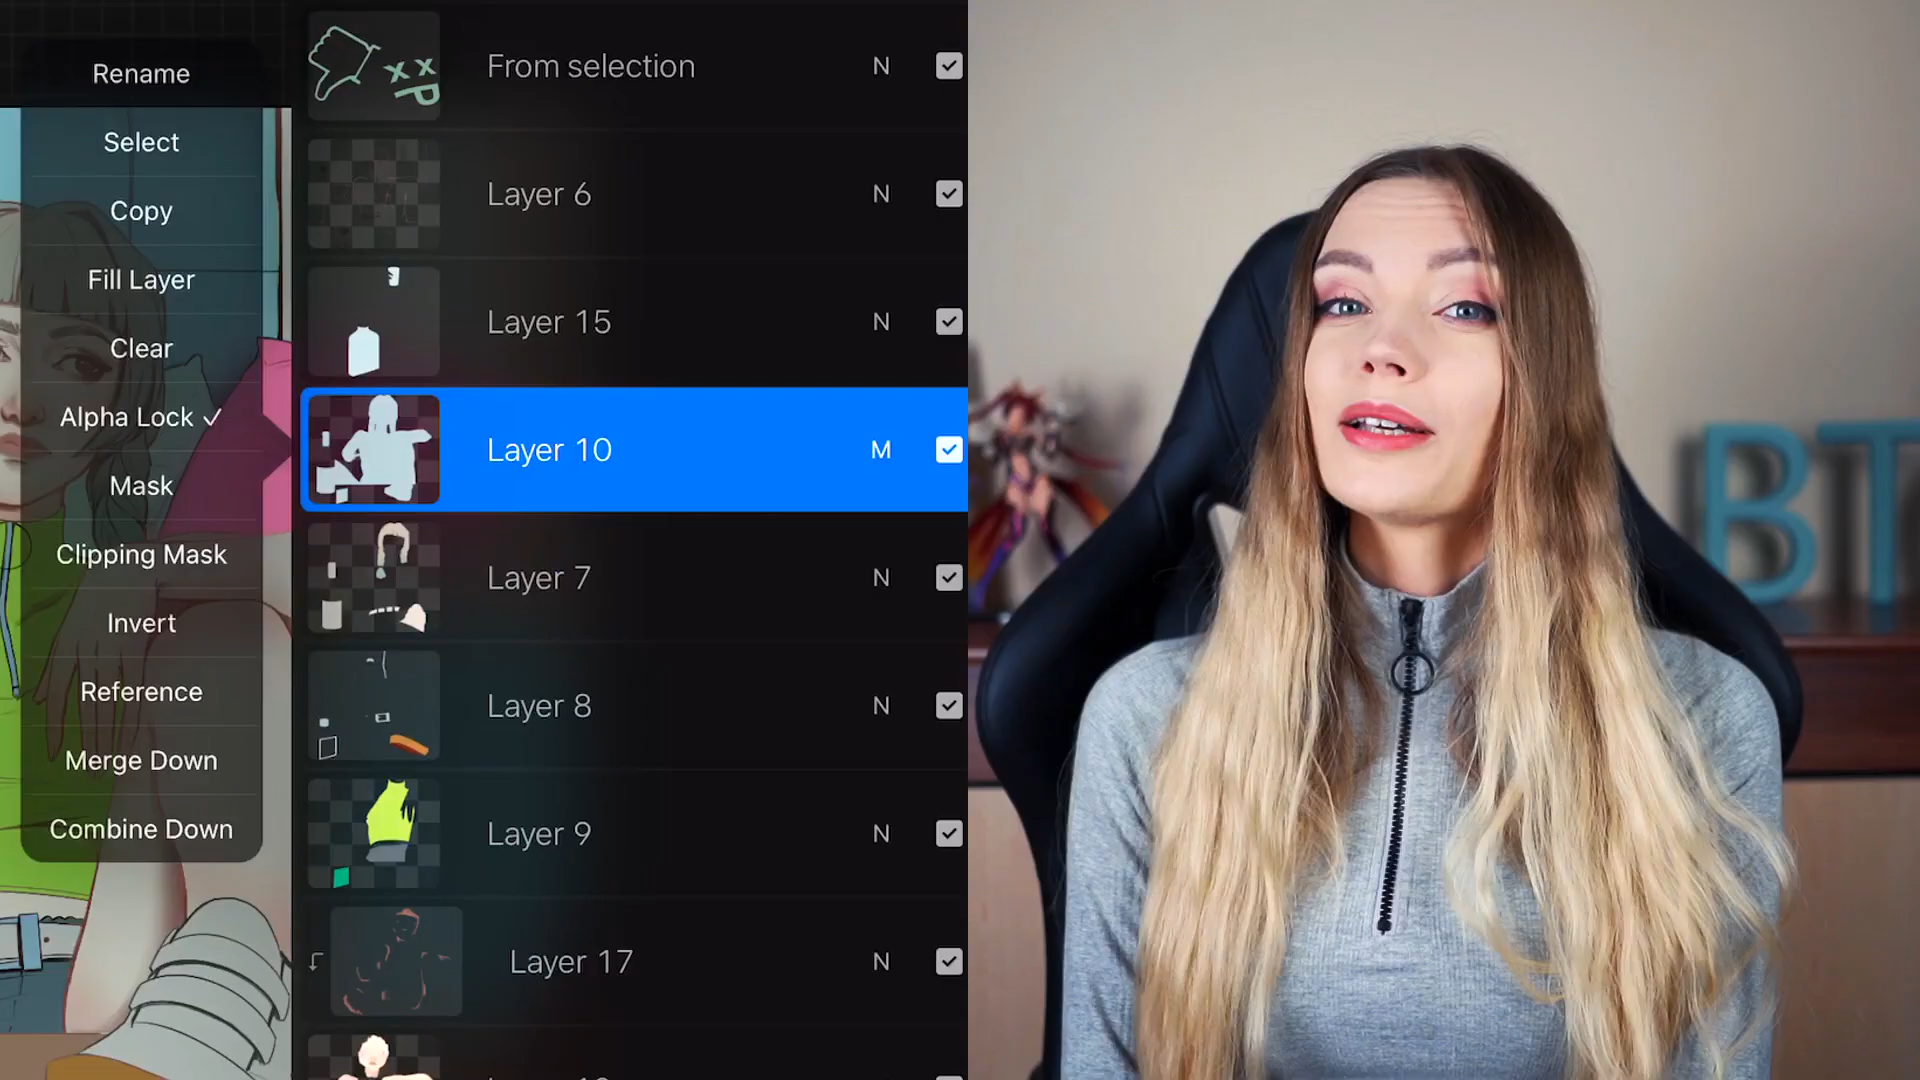 Rename
Select
Copy
Fill Layer
Clear
Alpha Lock ✓
Mask
Clipping Mask
Invert
Reference
Merge Down
Combine Down
From selection N
Layer 6 N
Layer 15 N
Layer 10 M
Layer 7 N
Layer 8 N
Layer 9 N
Layer 17 N
BT